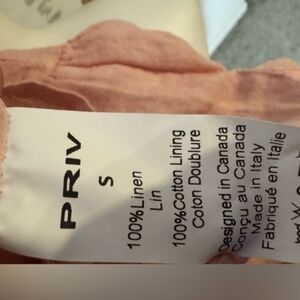 PRIV
S
100%Linen
Lin
100%Cotton Lining
Coton Doublure
Designed in Canada
Conçu au Canada
Made in Italy
Fabriqué en Italie